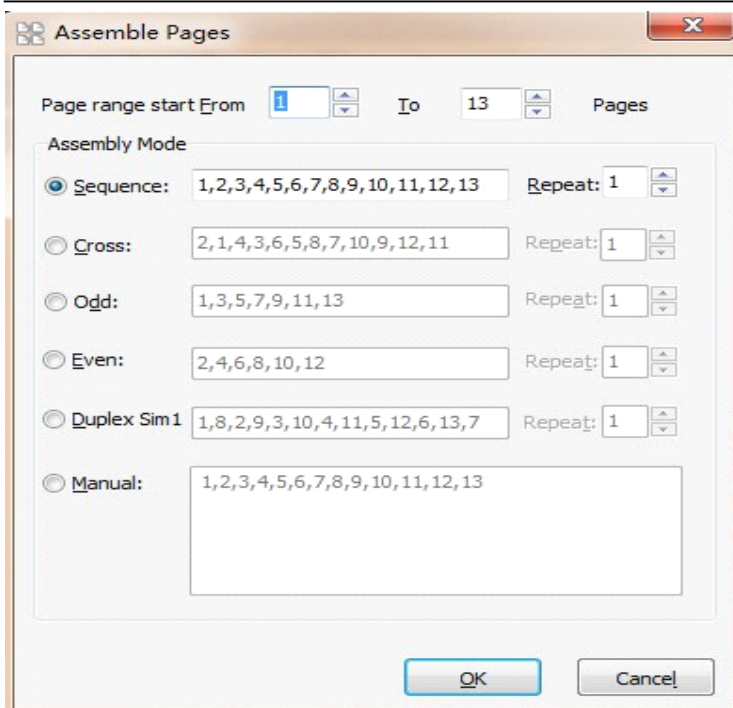 Assemble Pages
Page range start From 1 To 13 Pages
Assembly Mode
Sequence: 1,2,3,4,5,6,7,8,9,10,11,12,13 Repeat: 1
Cross: 2,1,4,3,6,5,8,7,10,9,12,11 Repeat: 1
Odd: 1,3,5,7,9,11,13 Repeat: 1
Even: 2,4,6,8,10,12 Repeat: 1
Duplex Sim1 1,8,2,9,3,10,4,11,5,12,6,13,7 Repeat: 1
Manual: 1,2,3,4,5,6,7,8,9,10,11,12,13
OK Cancel